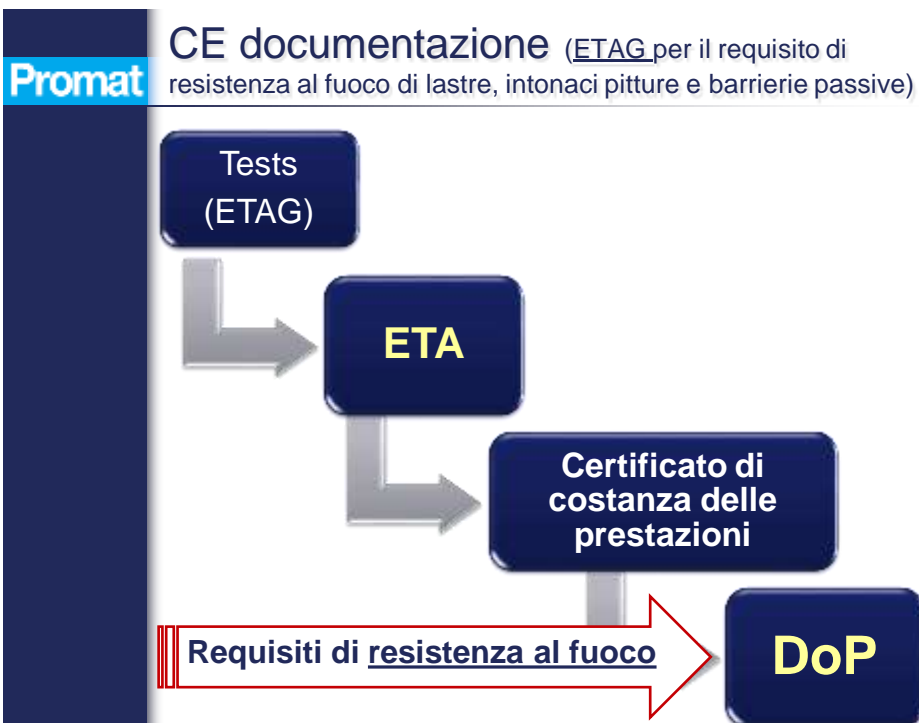 CE documentazione (ETAG per il requisito di
Promat
resistenza al fuoco di lastre, intonaci pitture e barrierie passive)
Tests
(ETAG)
ETA
Certificato di
costanza delle
prestazioni
Requisiti di resistenza al fuoco
DoP